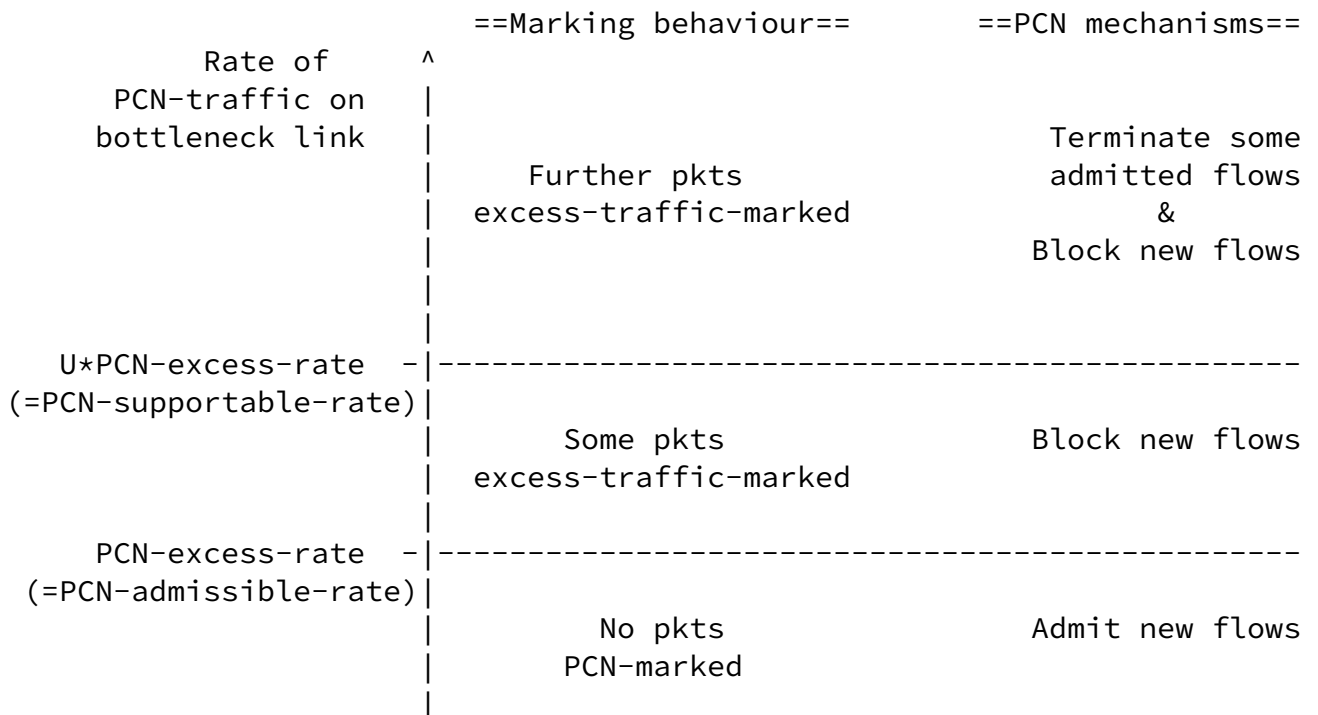 ==Marking behaviour== ==PCN mechanisms==
Rate of ^
PCN-traffic on |
bottleneck link | Terminate some
| Further pkts admitted flows
| excess-traffic-marked &
| Block new flows
|
|
U*PCN-excess-rate -|------------------------------------------------
(=PCN-supportable-rate)|
| Some pkts Block new flows
| excess-traffic-marked
|
PCN-excess-rate -|------------------------------------------------
(=PCN-admissible-rate)|
| No pkts Admit new flows
| PCN-marked
|